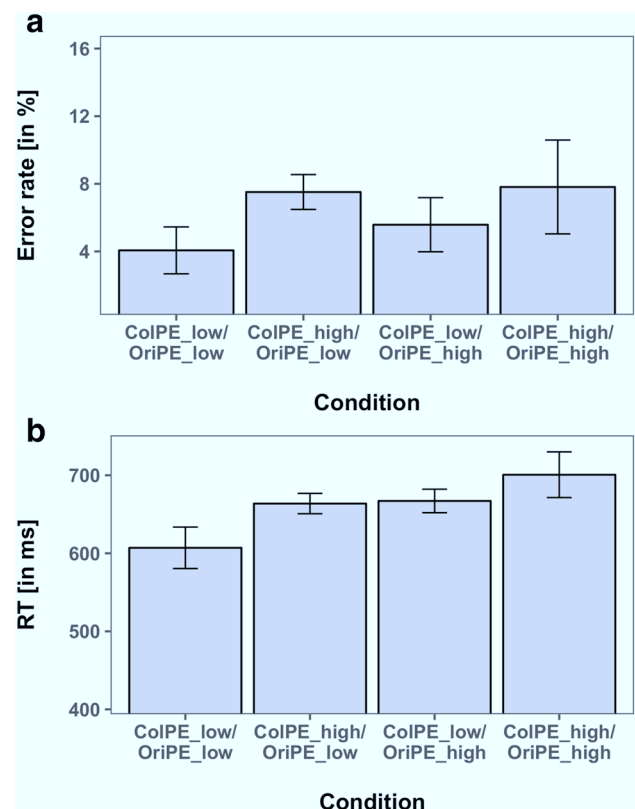 a
Error rate [in %]
16
12
8
4
ColPE_low/
OriPE_low
ColPE_high/
OriPE_low
ColPE_low/
OriPE_high
ColPE_high/
OriPE_high
Condition
b
RT [in ms]
700
600
500
400
ColPE_low/
OriPE_low
ColPE_high/
OriPE_low
ColPE_low/
OriPE_high
ColPE_high/
OriPE_high
Condition